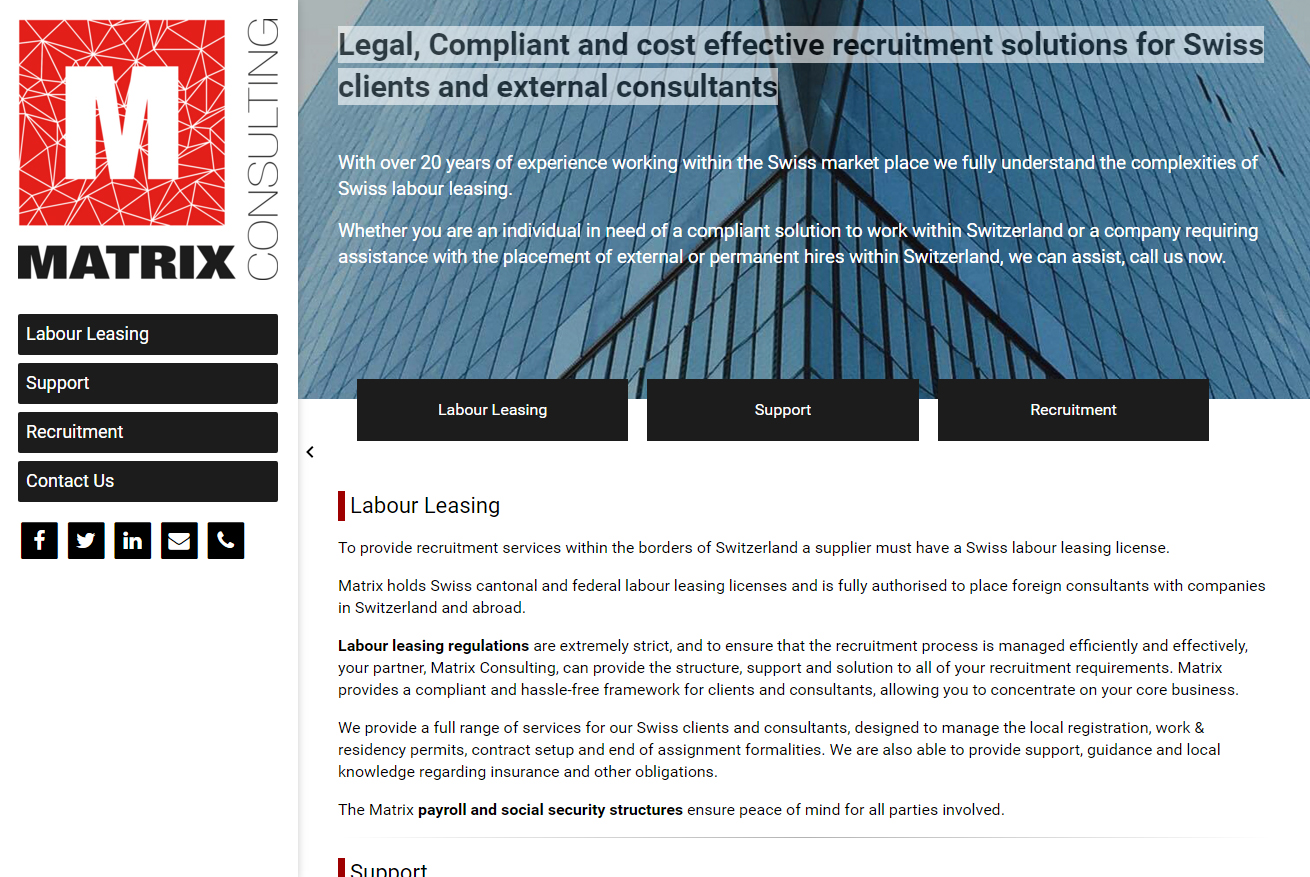 M
MATRIX
CONSULTING
Labour Leasing
Support
Recruitment
Contact Us
Legal, Compliant and cost effective recruitment solutions for Swiss
clients and external consultants
With over 20 years of experience working within the Swiss market place we fully understand the complexities of
Swiss labour leasing.
Whether you are an individual in need of a compliant solution to work within Switzerland or a company requiring
assistance with the placement of external or permanent hires within Switzerland, we can assist, call us now.
Labour Leasing
Support
Recruitment
Labour Leasing
To provide recruitment services within the borders of Switzerland a supplier must have a Swiss labour leasing license.
Matrix holds Swiss cantonal and federal labour leasing licenses and is fully authorised to place foreign consultants with companies
in Switzerland and abroad.
Labour leasing regulations are extremely strict, and to ensure that the recruitment process is managed efficiently and effectively,
your partner, Matrix Consulting, can provide the structure, support and solution to all of your recruitment requirements. Matrix
provides a compliant and hassle-free framework for clients and consultants, allowing you to concentrate on your core business.
We provide a full range of services for our Swiss clients and consultants, designed to manage the local registration, work &
residency permits, contract setup and end of assignment formalities. We are also able to provide support, guidance and local
knowledge regarding insurance and other obligations.
The Matrix payroll and social security structures ensure peace of mind for all parties involved.
Support